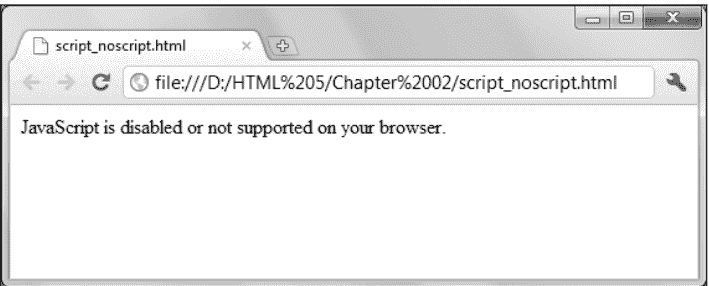 script_noscript.html
file:///D:/HTML%205/Chapter%2002/script_noscript.html
JavaScript is disabled or not supported on your browser.